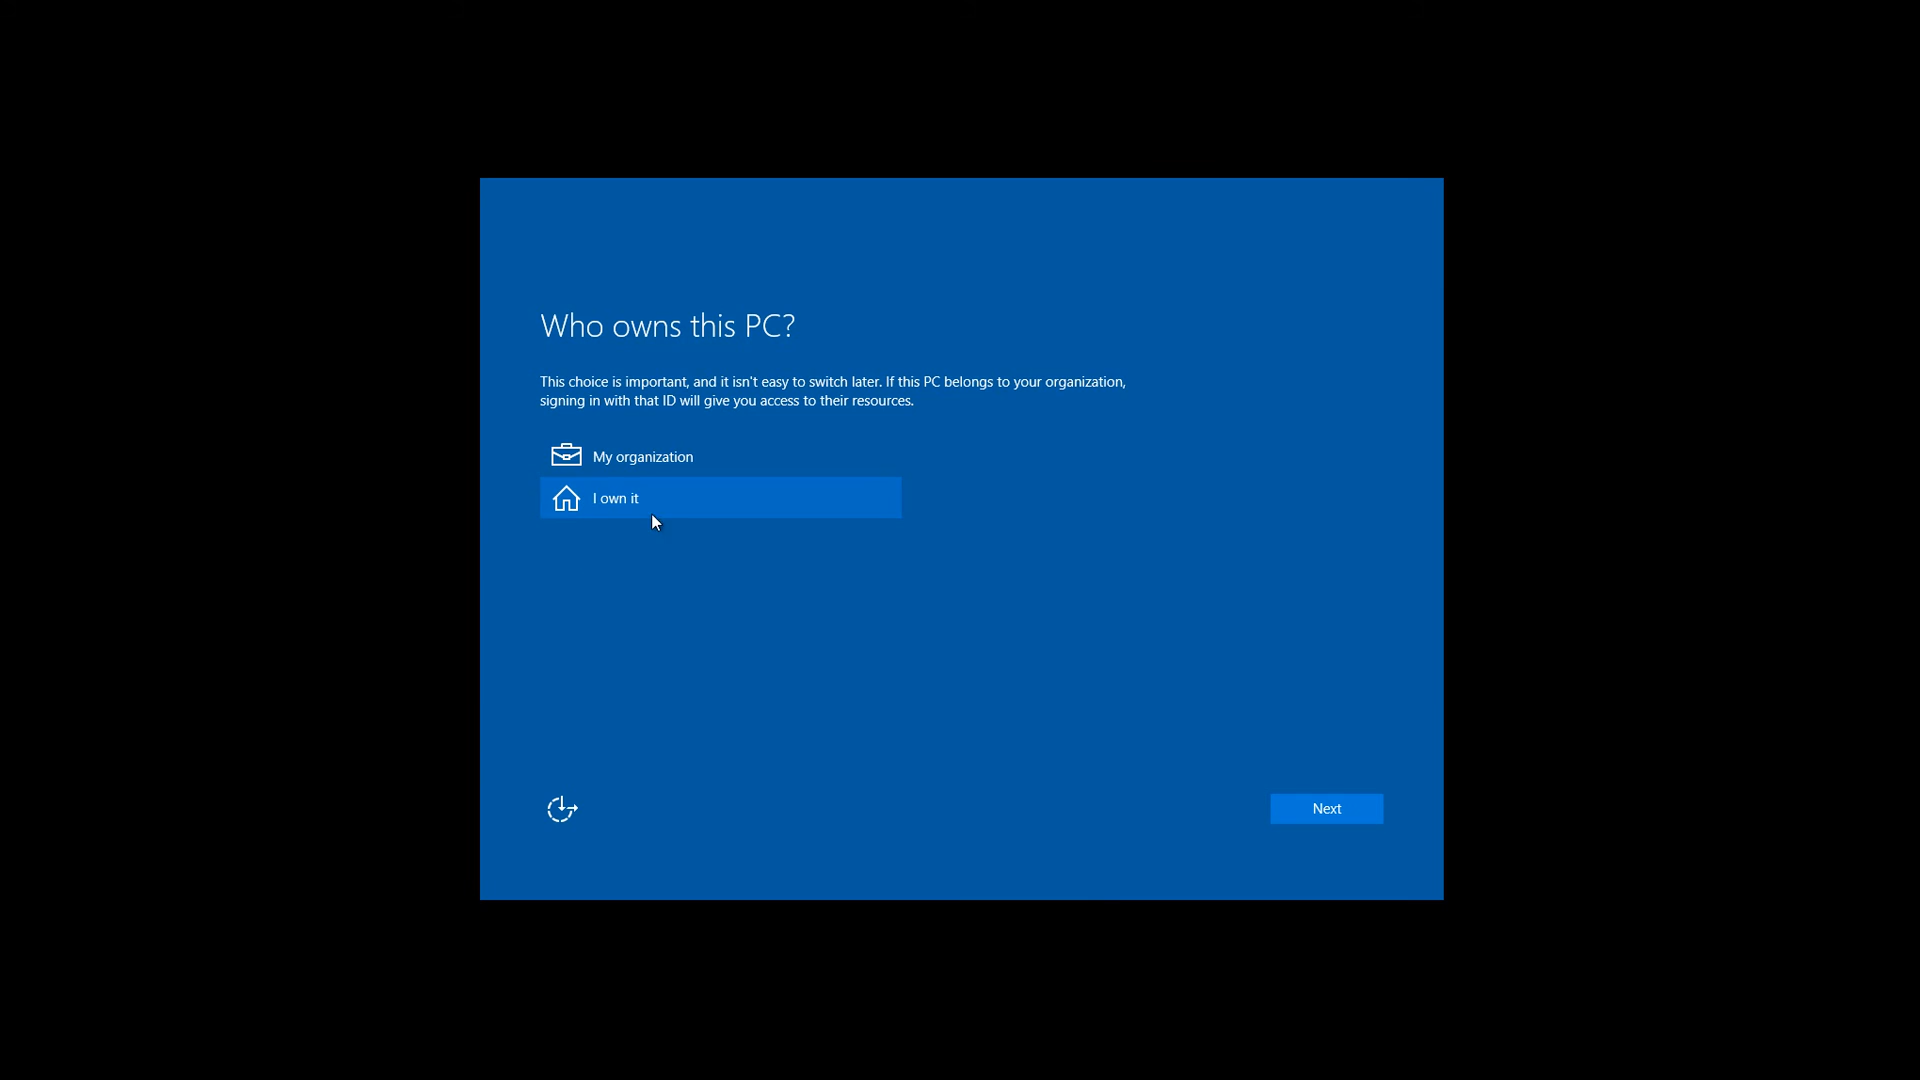 Who owns this PC?
This choice is important, and it isn't easy to switch later. If this PC belongs to your organization,
signing in with that ID will give you access to their resources.
My organization
I own it
Next